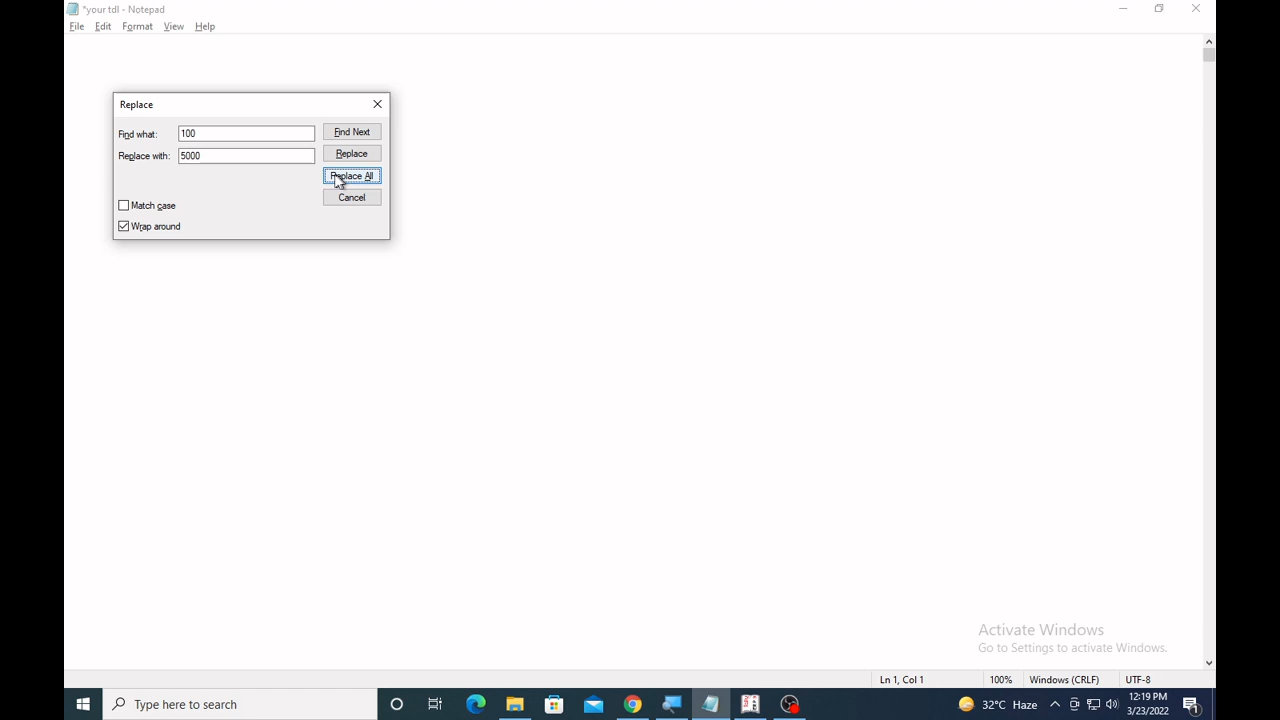 *your tdl - Notepad
File Edit Format View Help
Replace
Find what: 100 Find Next
Replace with: 5000 Replace
Replace All
Cancel
Match case
Wrap around
Activate Windows
Go to Settings to activate Windows.
Ln 1, Col 1 100% Windows (CRLF) UTF-8
Type here to search
32°C Haze
12:19 PM
3/23/2022
1